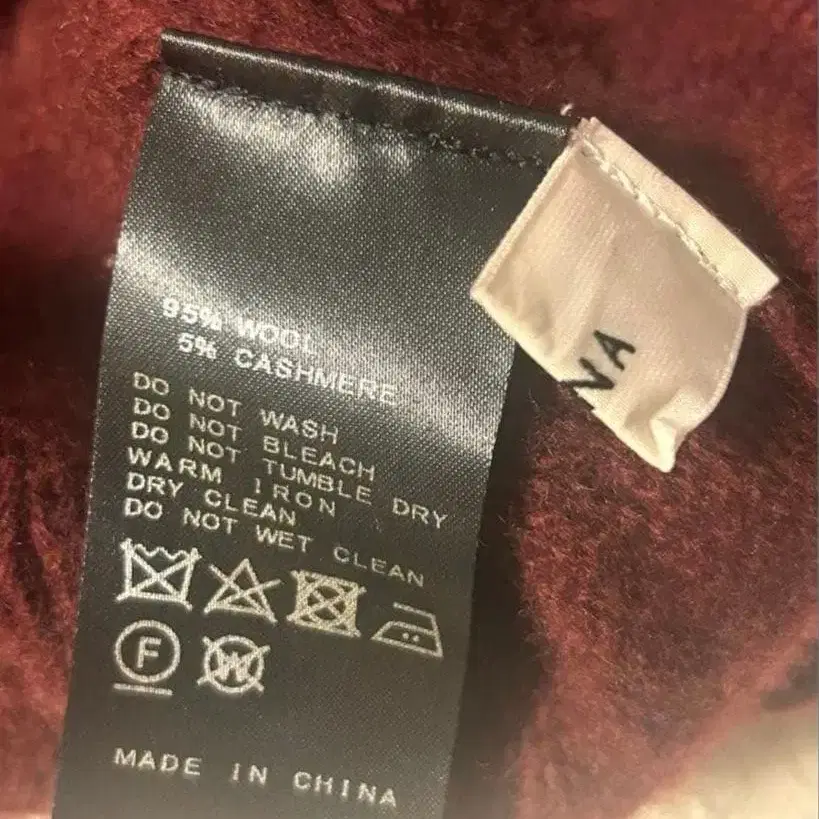 95% WOOL
5% CASHMERE
DO NOT WASH
DO NOT BLEACH
DO NOT TUMBLE DRY
WARM IRON
DRY CLEAN
DO NOT WET CLEAN
F
W
MADE IN CHINA
NA